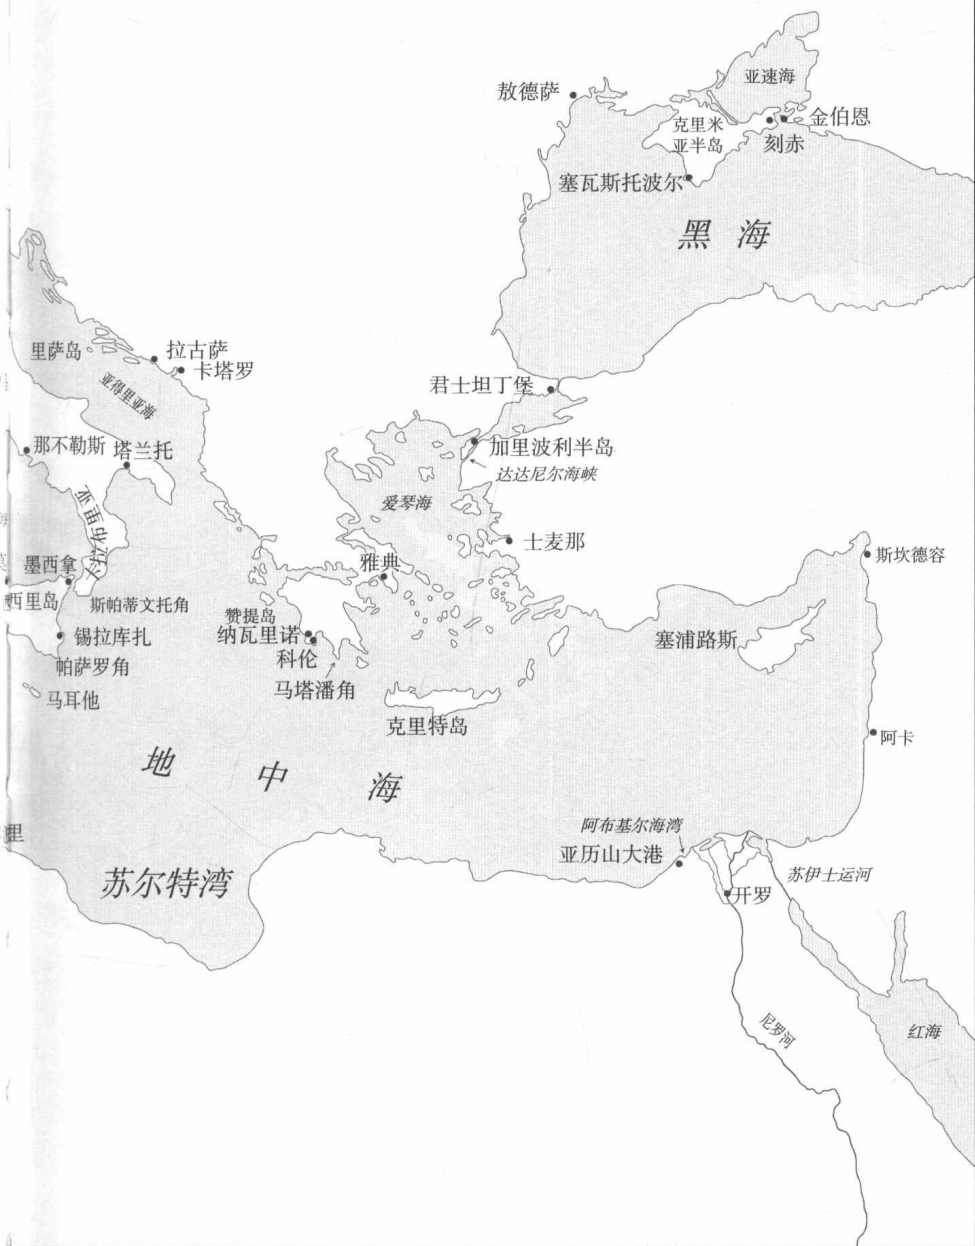 亚速海
敖德萨
金伯恩
克里米
亚半岛
刻赤
塞瓦斯托波尔
黑 海
里萨岛
拉古萨
卡塔罗
君士坦丁堡
那不勒斯
塔兰托
加里波利半岛
达达尼尔海峡
爱琴海
士麦那
斯坎德容
墨西拿
雅典
西里岛
斯帕蒂文托角
赞提岛
锡拉库扎
纳瓦里诺
塞浦路斯
科伦
帕萨罗角
马塔潘角
马耳他
克里特岛
阿卡
地 中 海
里
阿布基尔海湾
亚历山大港
苏尔特湾
苏伊士运河
开罗
尼罗河
红海